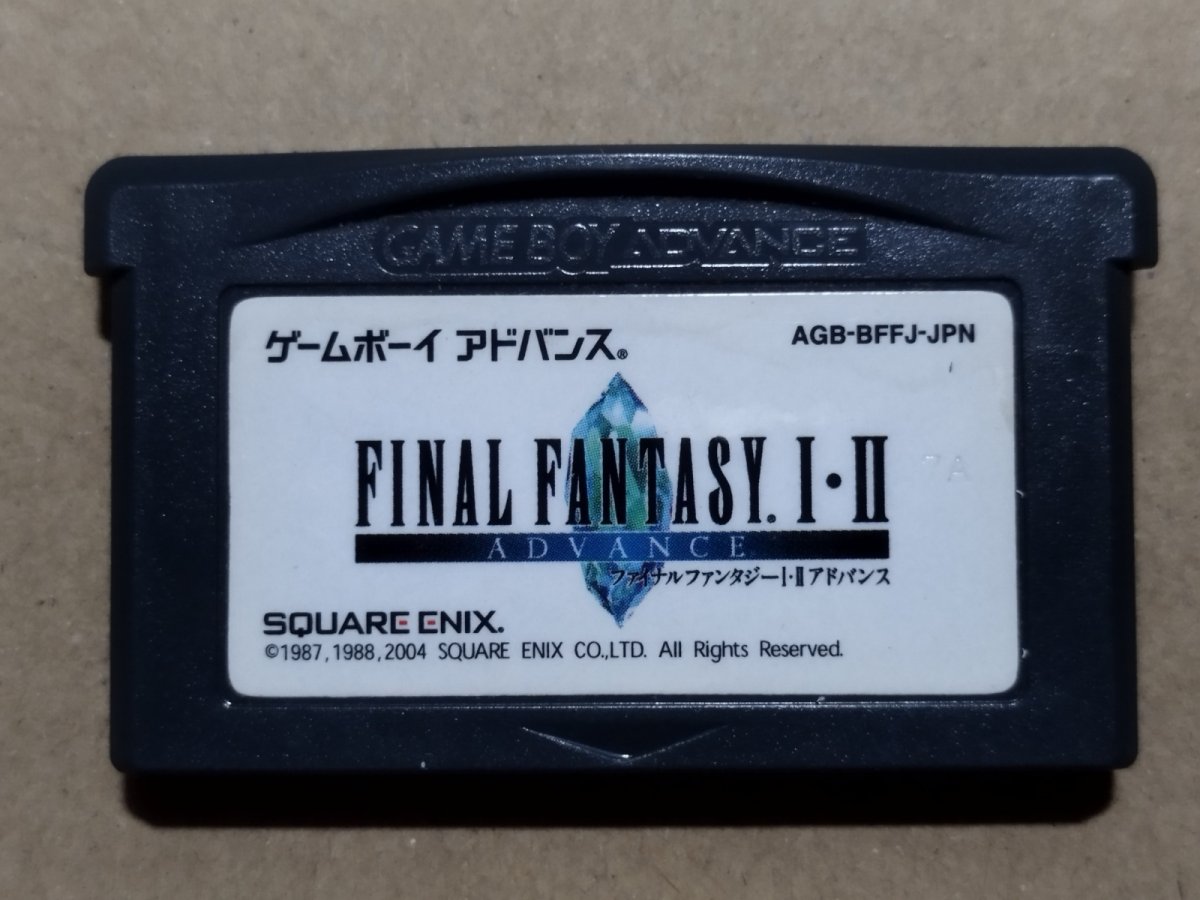 GAME BOY ADVANCE
ゲームボーイ アドバンス®
AGB-BFFJ-JPN
FINAL FANTASY® I・II
7A
ADVANCE
ファイナルファンタジーI・II アドバンス
SQUARE ENIX.
©1987,1988,2004 SQUARE ENIX CO.,LTD. All Rights Reserved.